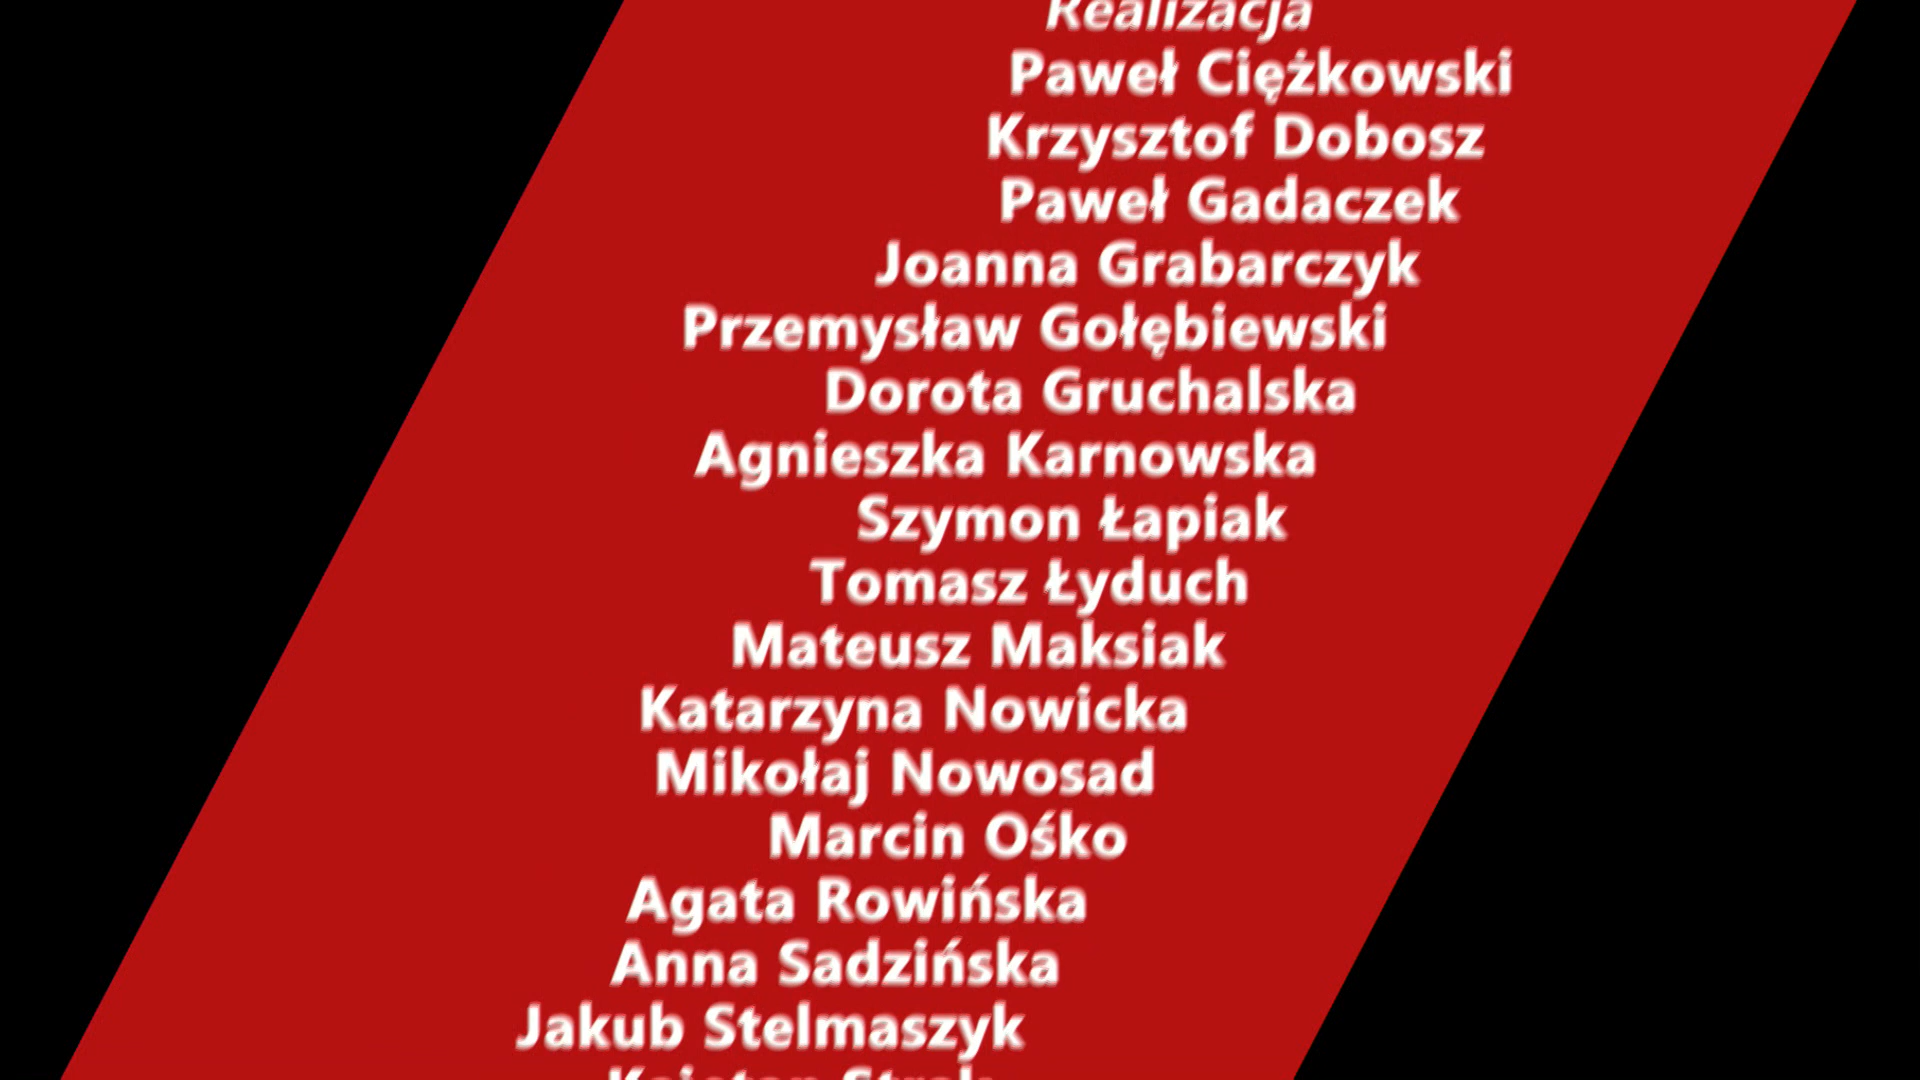 Realizacja
Paweł Ciężkowski
Krzysztof Dobosz
Paweł Gadaczek
Joanna Grabarczyk
Przemysław Gołębiewski
Dorota Gruchalska
Agnieszka Karnowska
Szymon Łapiak
Tomasz Łyduch
Mateusz Maksiak
Katarzyna Nowicka
Mikołaj Nowosad
Marcin Ośko
Agata Rowińska
Anna Sadzińska
Jakub Stelmaszyk